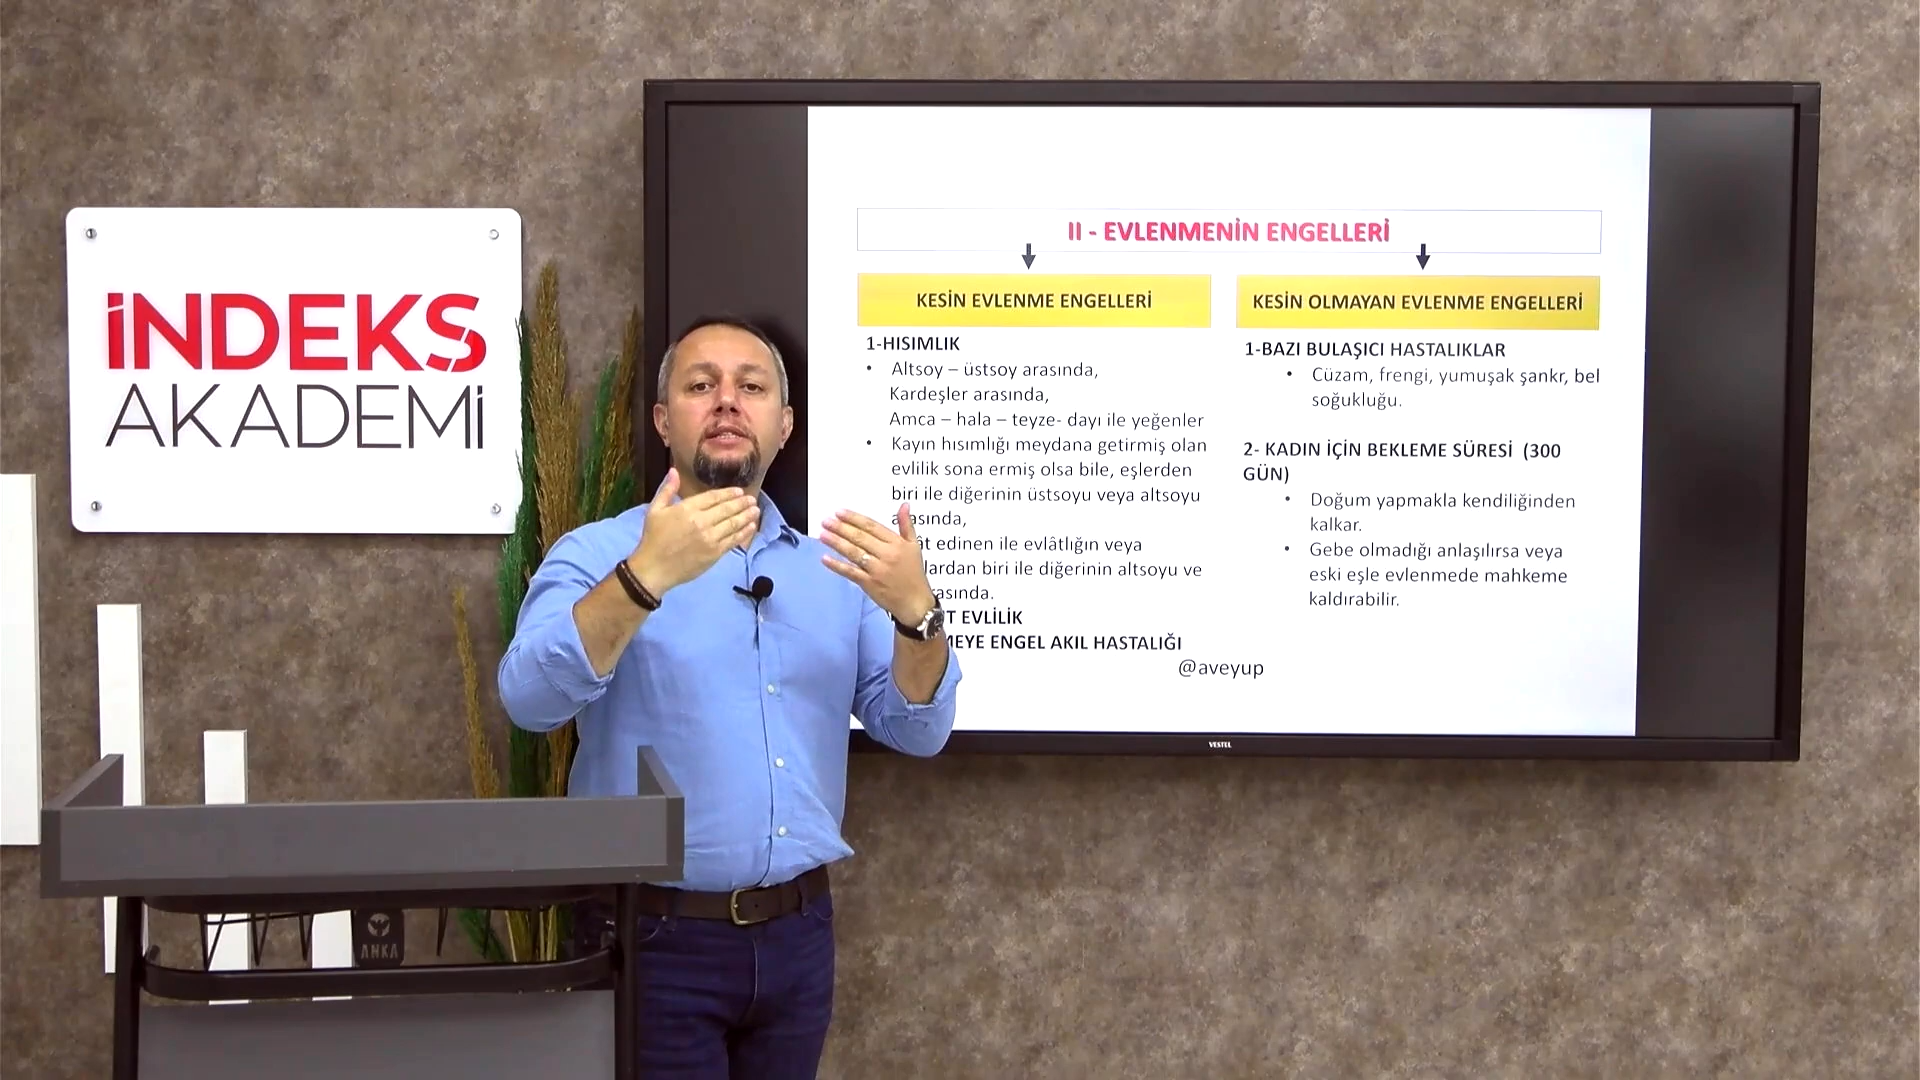 İNDEKS
AKADEMİ
II - EVLENMENİN ENGELLERİ
KESİN EVLENME ENGELLERİ
1-HISIMLIK
• Altsoy – üstsoy arasında,
Kardeşler arasında,
Amca – hala – teyze- dayı ile yeğenler
• Kayın hısımlığı meydana getirmiş olan
evlilik sona ermiş olsa bile, eşlerden
biri ile diğerinin üstsoyu veya altsoyu
arasında,
edinen ile evlâtlığın veya
biri ile diğerinin altsoyu ve
EVLİLİK
ENGEL AKIL HASTALIĞI
KESİN OLMAYAN EVLENME ENGELLERİ
1-BAZI BULAŞICI HASTALIKLAR
• Cüzam, frengi, yumuşak şankr, bel
soğukluğu.
2- KADIN İÇİN BEKLEME SÜRESİ (300
GÜN)
• Doğum yapmakla kendiliğinden
kalkar.
• Gebe olmadığı anlaşılırsa veya
eski eşle evlenmede mahkeme
kaldırabilir.
@aveyup
VESTEL
ANKA